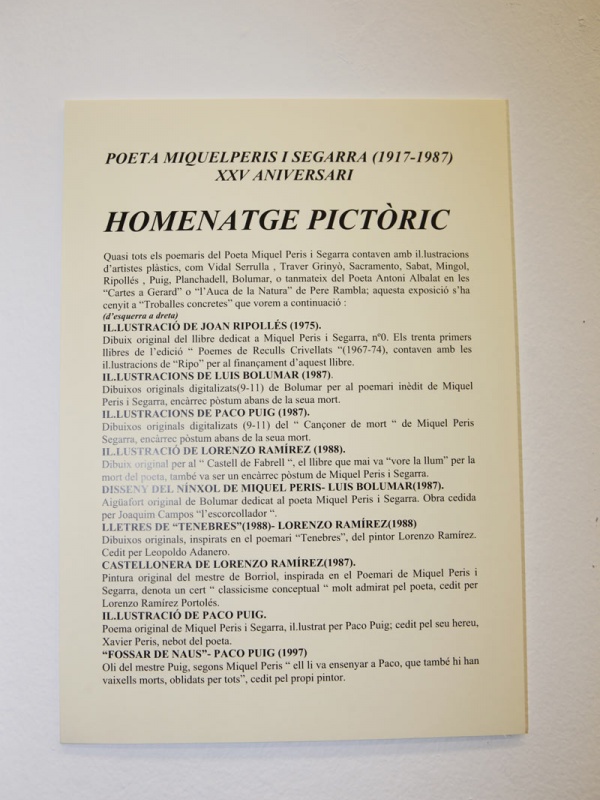 POETA MIQUELPERIS I SEGARRA (1917-1987)
XXV ANIVERSARI
HOMENATGE PICTÒRIC
Quasi tots els poemaris del Poeta Miquel Peris i Segarra contaven amb il.lustracions
d’artistes plàstics, com Vidal Serrulla , Traver Grinyò, Sacramento, Sabat, Mingol,
Ripollés , Puig, Planchadell, Bolumar, o tanmateix del Poeta Antoni Albalat en les
“Cartes a Gerard” o “l’Auca de la Natura” de Pere Rambla; aquesta exposició s’ha
cenyit a “Troballes concretes” que vorem a continuació :
(d’esquerra a dreta)
IL.LUSTRACIÓ DE JOAN RIPOLLÉS (1975).
Dibuix original del llibre dedicat a Miquel Peris i Segarra, nº0. Els trenta primers
llibres de l’edició “ Poemes de Reculls Crivellats “(1967-74), contaven amb les
il.lustracions de “Ripo” per al finançament d’aquest llibre.
IL.LUSTRACIONS DE LUIS BOLUMAR (1987).
Dibuixos originals digitalizats(9-11) de Bolumar per al poemari inèdit de Miquel
Peris i Segarra, encàrrec pòstum abans de la seua mort.
IL.LUSTRACIONS DE PACO PUIG (1987).
Dibuixos originals digitalizats (9-11) del “ Cançoner de mort “ de Miquel Peris
Segarra, encàrrec pòstum abans de la seua mort.
IL.LUSTRACIÓ DE LORENZO RAMÍREZ (1988).
Dibuix original per al “ Castell de Fabrell “, el llibre que mai va “vore la llum” per la
mort del poeta, també va ser un encàrrec pòstum de Miquel Peris i Segarra.
DISSENY DEL NÍNXOL DE MIQUEL PERIS- LUIS BOLUMAR(1987).
Aigüafort original de Bolumar dedicat al poeta Miquel Peris i Segarra. Obra cedida
per Joaquim Campos “l’escorcollador “.
LLETRES DE “TENEBRES”(1988)- LORENZO RAMÍREZ(1988)
Dibuixos originals, inspirats en el poemari “Tenebres”, del pintor Lorenzo Ramírez.
Cedit per Leopoldo Adanero.
CASTELLONERA DE LORENZO RAMÍREZ(1987).
Pintura original del mestre de Borriol, inspirada en el Poemari de Miquel Peris i
Segarra, denota un cert “ classicisme conceptual “ molt admirat pel poeta, cedit per
Lorenzo Ramírez Portolés.
IL.LUSTRACIÓ DE PACO PUIG.
Poema original de Miquel Peris i Segarra, il.lustrat per Paco Puig; cedit pel seu hereu,
Xavier Peris, nebot del poeta.
“FOSSAR DE NAUS”- PACO PUIG (1997)
Oli del mestre Puig, segons Miquel Peris “ ell li va ensenyar a Paco, que també hi han
vaixells morts, oblidats per tots”, cedit pel propi pintor.